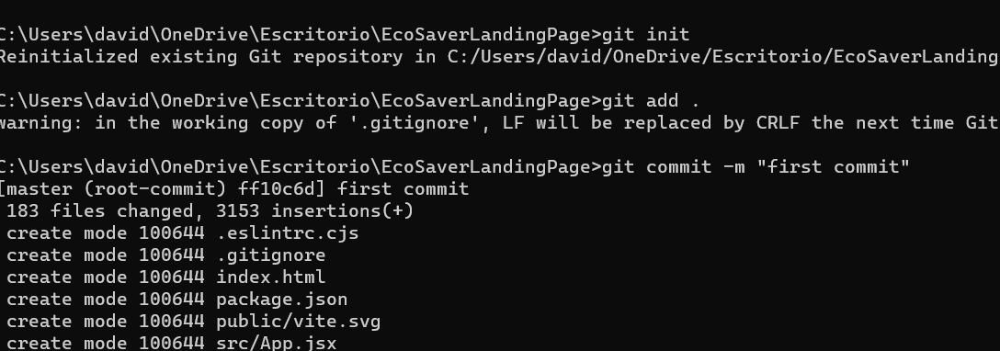 C:\Users\david\OneDrive\Escritorio\EcoSaverLandingPage>git init
Reinitialized existing Git repository in C:/Users/david/OneDrive/Escritorio/EcoSaverLanding
C:\Users\david\OneDrive\Escritorio\EcoSaverLandingPage>git add .
warning: in the working copy of '.gitignore', LF will be replaced by CRLF the next time Git
C:\Users\david\OneDrive\Escritorio\EcoSaverLandingPage>git commit -m "first commit"
[master (root-commit) ff10c6d] first commit
 183 files changed, 3153 insertions(+)
 create mode 100644 .eslintrc.cjs
 create mode 100644 .gitignore
 create mode 100644 index.html
 create mode 100644 package.json
 create mode 100644 public/vite.svg
 create mode 100644 src/App.jsx